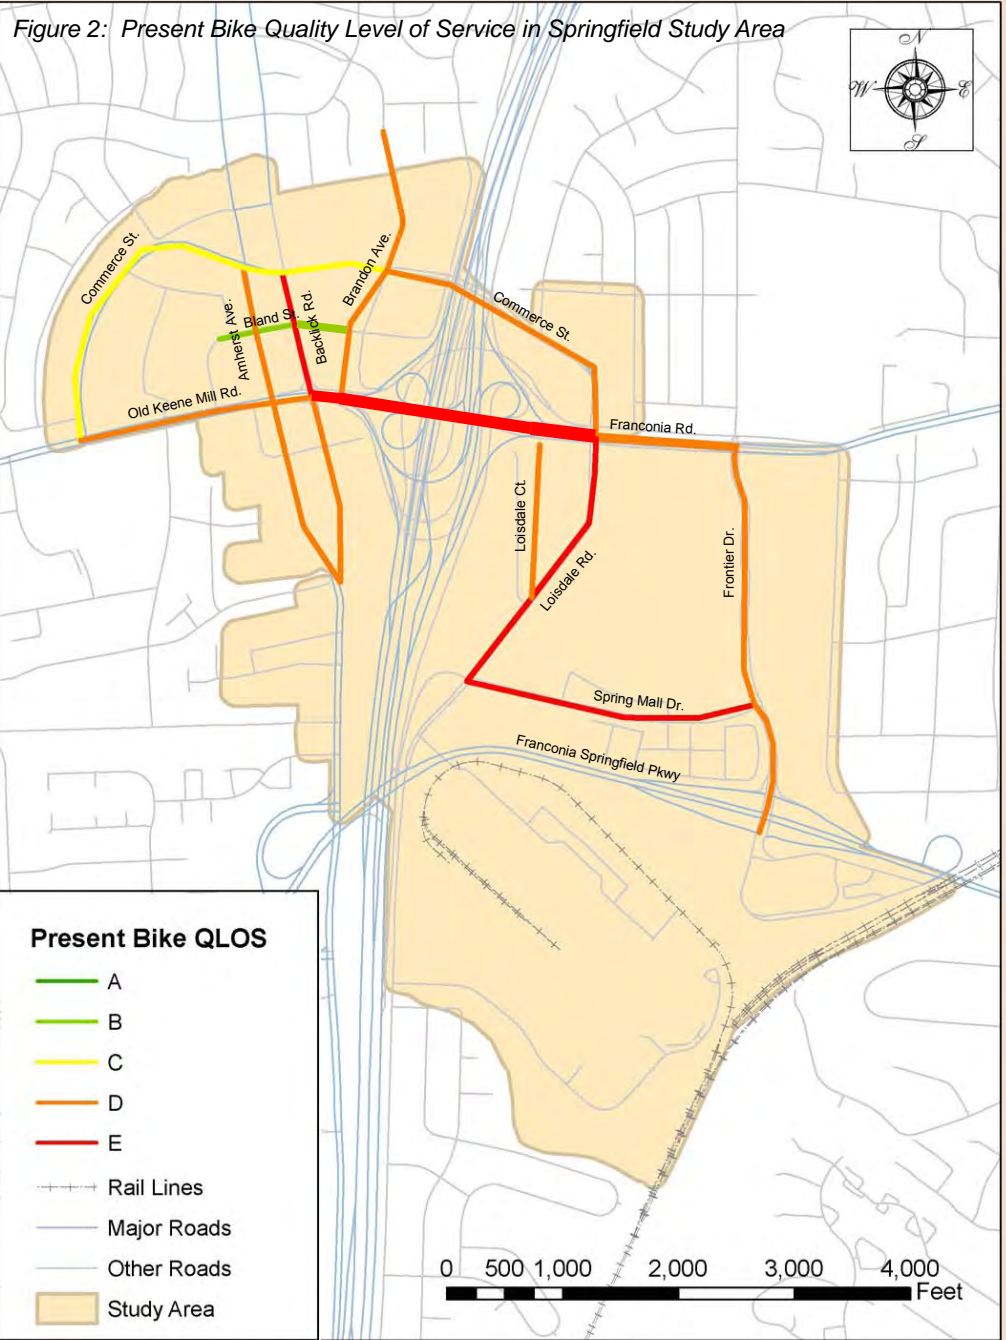 Figure 2: Present Bike Quality Level of Service in Springfield Study Area
N
W
E
S
Commerce St.
Brandon Ave.
Amherst Ave.
Bland St.
Backlick Rd.
Commerce St.
Old Keene Mill Rd.
Franconia Rd.
Loisdale Ct.
Loisdale Rd.
Frontier Dr.
Spring Mall Dr.
Franconia Springfield Pkwy
Present Bike QLOS
A
B
C
D
E
Rail Lines
Major Roads
Other Roads
Study Area
0 500 1,000 2,000 3,000 4,000
Feet